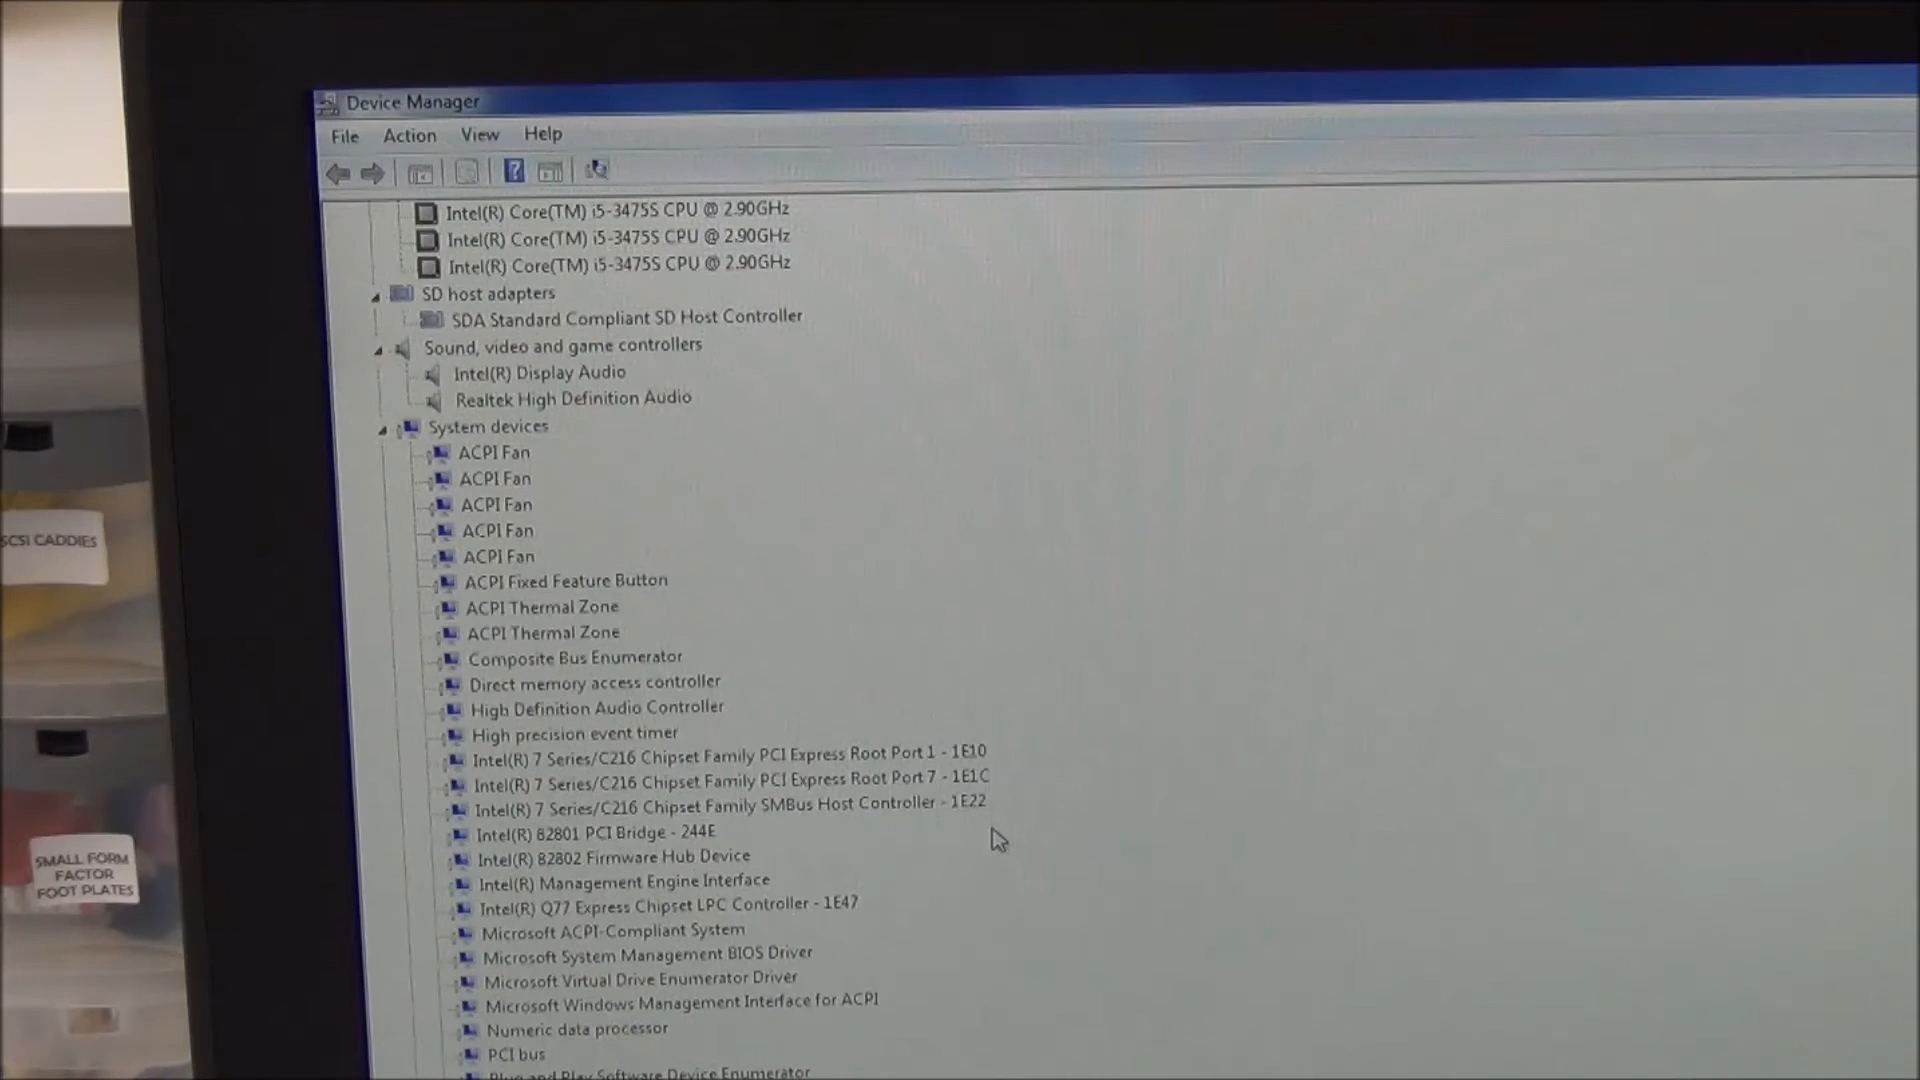 Device Manager
File Action View Help
Intel(R) Core(TM) i5-3475S CPU @ 2.90GHz
Intel(R) Core(TM) i5-3475S CPU @ 2.90GHz
Intel(R) Core(TM) i5-3475S CPU @ 2.90GHz
SD host adapters
SDA Standard Compliant SD Host Controller
Sound, video and game controllers
Intel(R) Display Audio
Realtek High Definition Audio
System devices
ACPI Fan
ACPI Fan
ACPI Fan
ACPI Fan
ACPI Fan
ACPI Fixed Feature Button
ACPI Thermal Zone
ACPI Thermal Zone
Composite Bus Enumerator
Direct memory access controller
High Definition Audio Controller
High precision event timer
Intel(R) 7 Series/C216 Chipset Family PCI Express Root Port 1 - 1E10
Intel(R) 7 Series/C216 Chipset Family PCI Express Root Port 7 - 1E1C
Intel(R) 7 Series/C216 Chipset Family SMBus Host Controller - 1E22
Intel(R) 82801 PCI Bridge - 244E
Intel(R) 82802 Firmware Hub Device
Intel(R) Management Engine Interface
Intel(R) Q77 Express Chipset LPC Controller - 1E47
Microsoft ACPI-Compliant System
Microsoft System Management BIOS Driver
Microsoft Virtual Drive Enumerator Driver
Microsoft Windows Management Interface for ACPI
Numeric data processor
PCI bus
Plug and Play Software Device Enumerator
SCSI CADDIES
SMALL FORM
FACTOR
FOOT PLATES